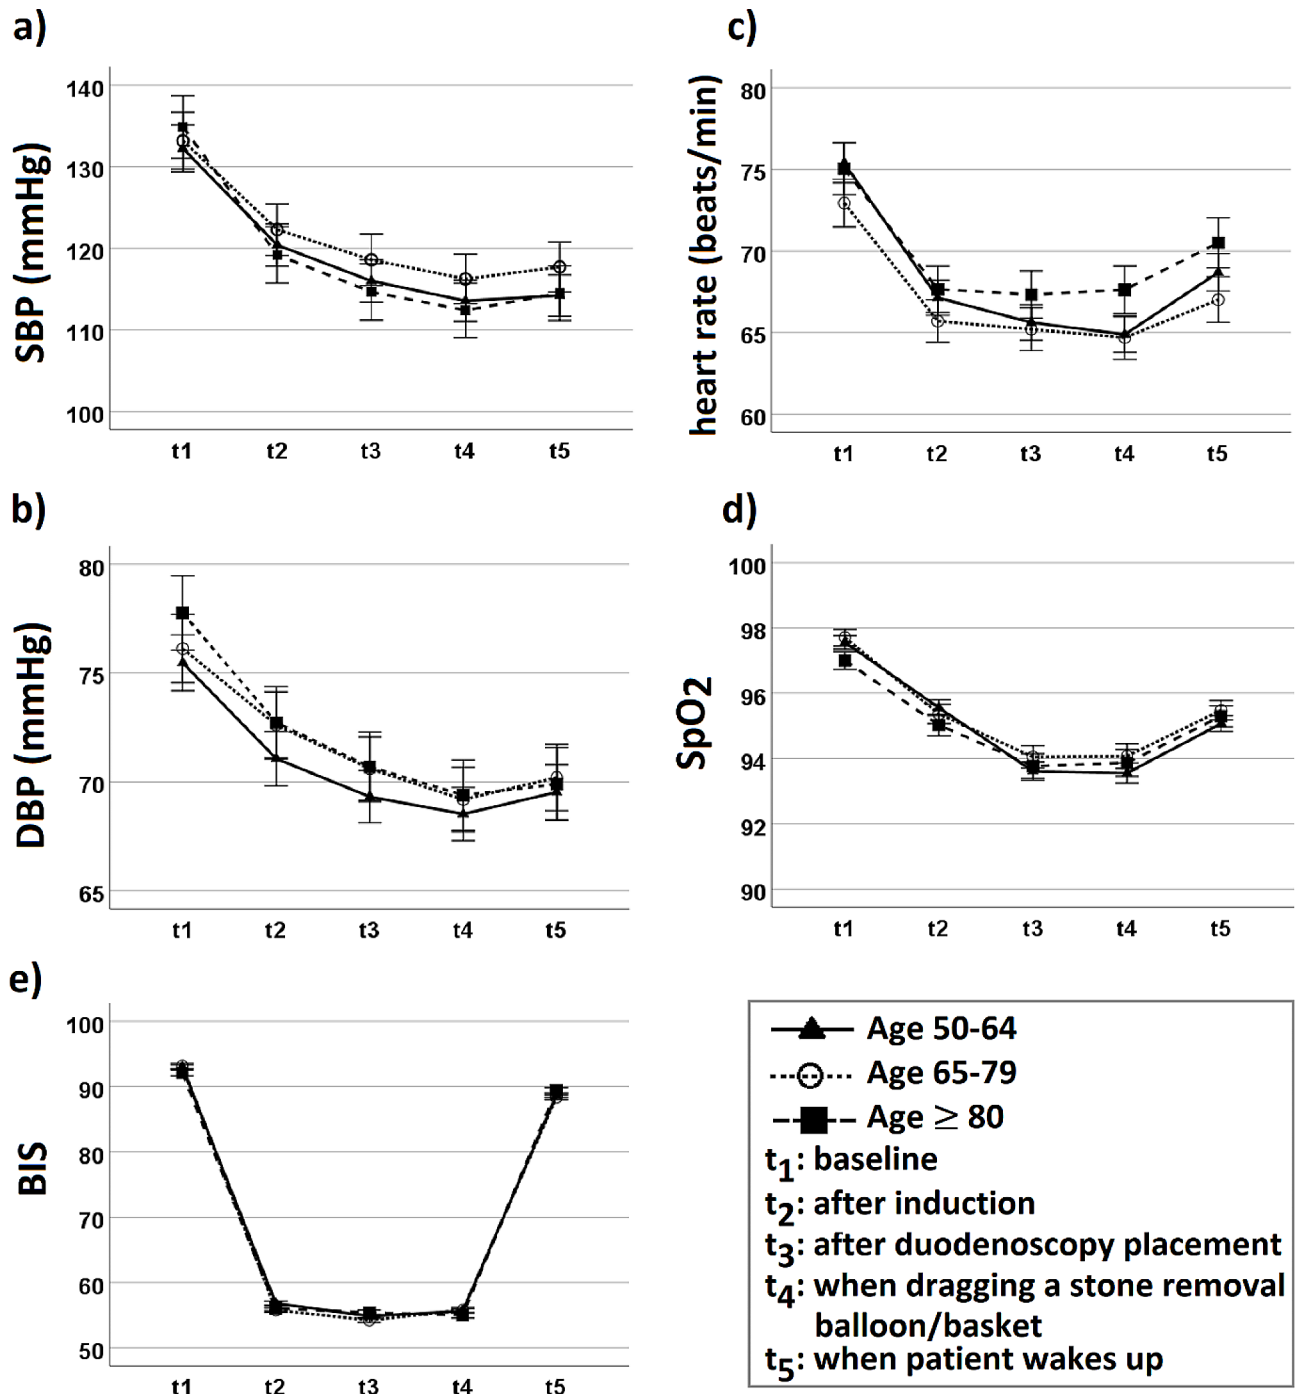 a)
SBP (mmHg)
140
130
120
110
100
t1 t2 t3 t4 t5
c)
heart rate (beats/min)
80
75
70
65
60
t1 t2 t3 t4 t5
b)
DBP (mmHg)
80
75
70
65
t1 t2 t3 t4 t5
d)
SpO2
100
98
96
94
92
90
t1 t2 t3 t4 t5
e)
BIS
100
90
80
70
60
50
t1 t2 t3 t4 t5
Age 50-64
Age 65-79
Age ≥ 80
t1: baseline
t2: after induction
t3: after duodenoscopy placement
t4: when dragging a stone removal
balloon/basket
t5: when patient wakes up